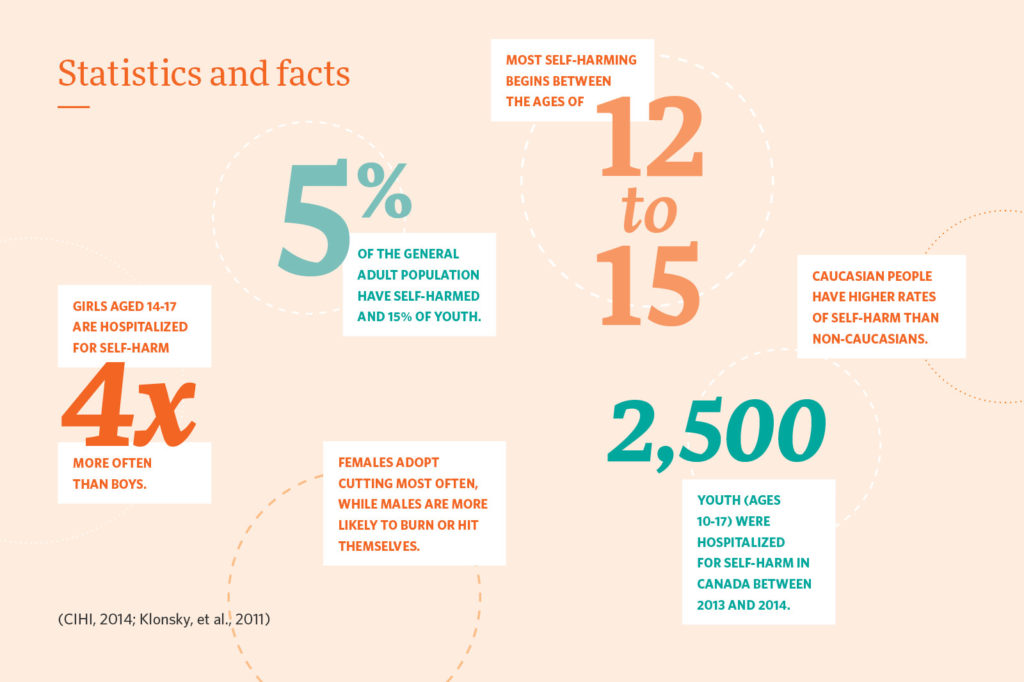 Statistics and facts
MOST SELF-HARMING
BEGINS BETWEEN
THE AGES OF
12
to
15
5%
OF THE GENERAL
ADULT POPULATION
HAVE SELF-HARMED
AND 15% OF YOUTH.
CAUCASIAN PEOPLE
HAVE HIGHER RATES
OF SELF-HARM THAN
NON-CAUCASIANS.
GIRLS AGED 14-17
ARE HOSPITALIZED
FOR SELF-HARM
4x
MORE OFTEN
THAN BOYS.
FEMALES ADOPT
CUTTING MOST OFTEN,
WHILE MALES ARE MORE
LIKELY TO BURN OR HIT
THEMSELVES.
2,500
YOUTH (AGES
10-17) WERE
HOSPITALIZED
FOR SELF-HARM IN
CANADA BETWEEN
2013 AND 2014.
(CIHI, 2014; Klonsky, et al., 2011)